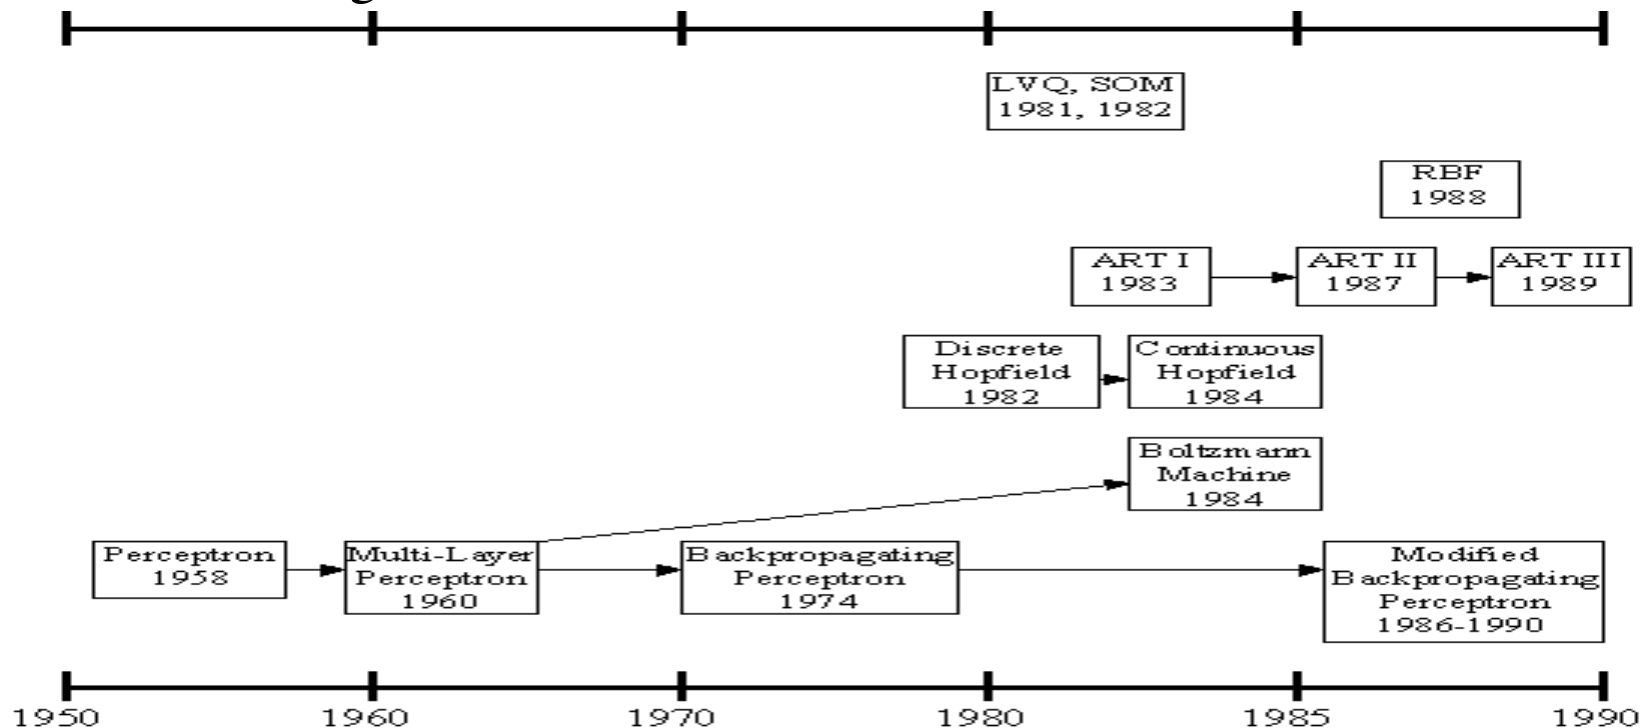 LVQ, SOM
1981, 1982
RBF
1988
ART I
1983
ART II
1987
ART III
1989
Discrete
Hopfield
1982
Continuous
Hopfield
1984
Boltzmann
Machine
1984
Perceptron
1958
Multi-Layer
Perceptron
1960
Backpropagating
Perceptron
1974
Modified
Backpropagating
Perceptron
1986-1990
1950 1960 1970 1980 1985 1990